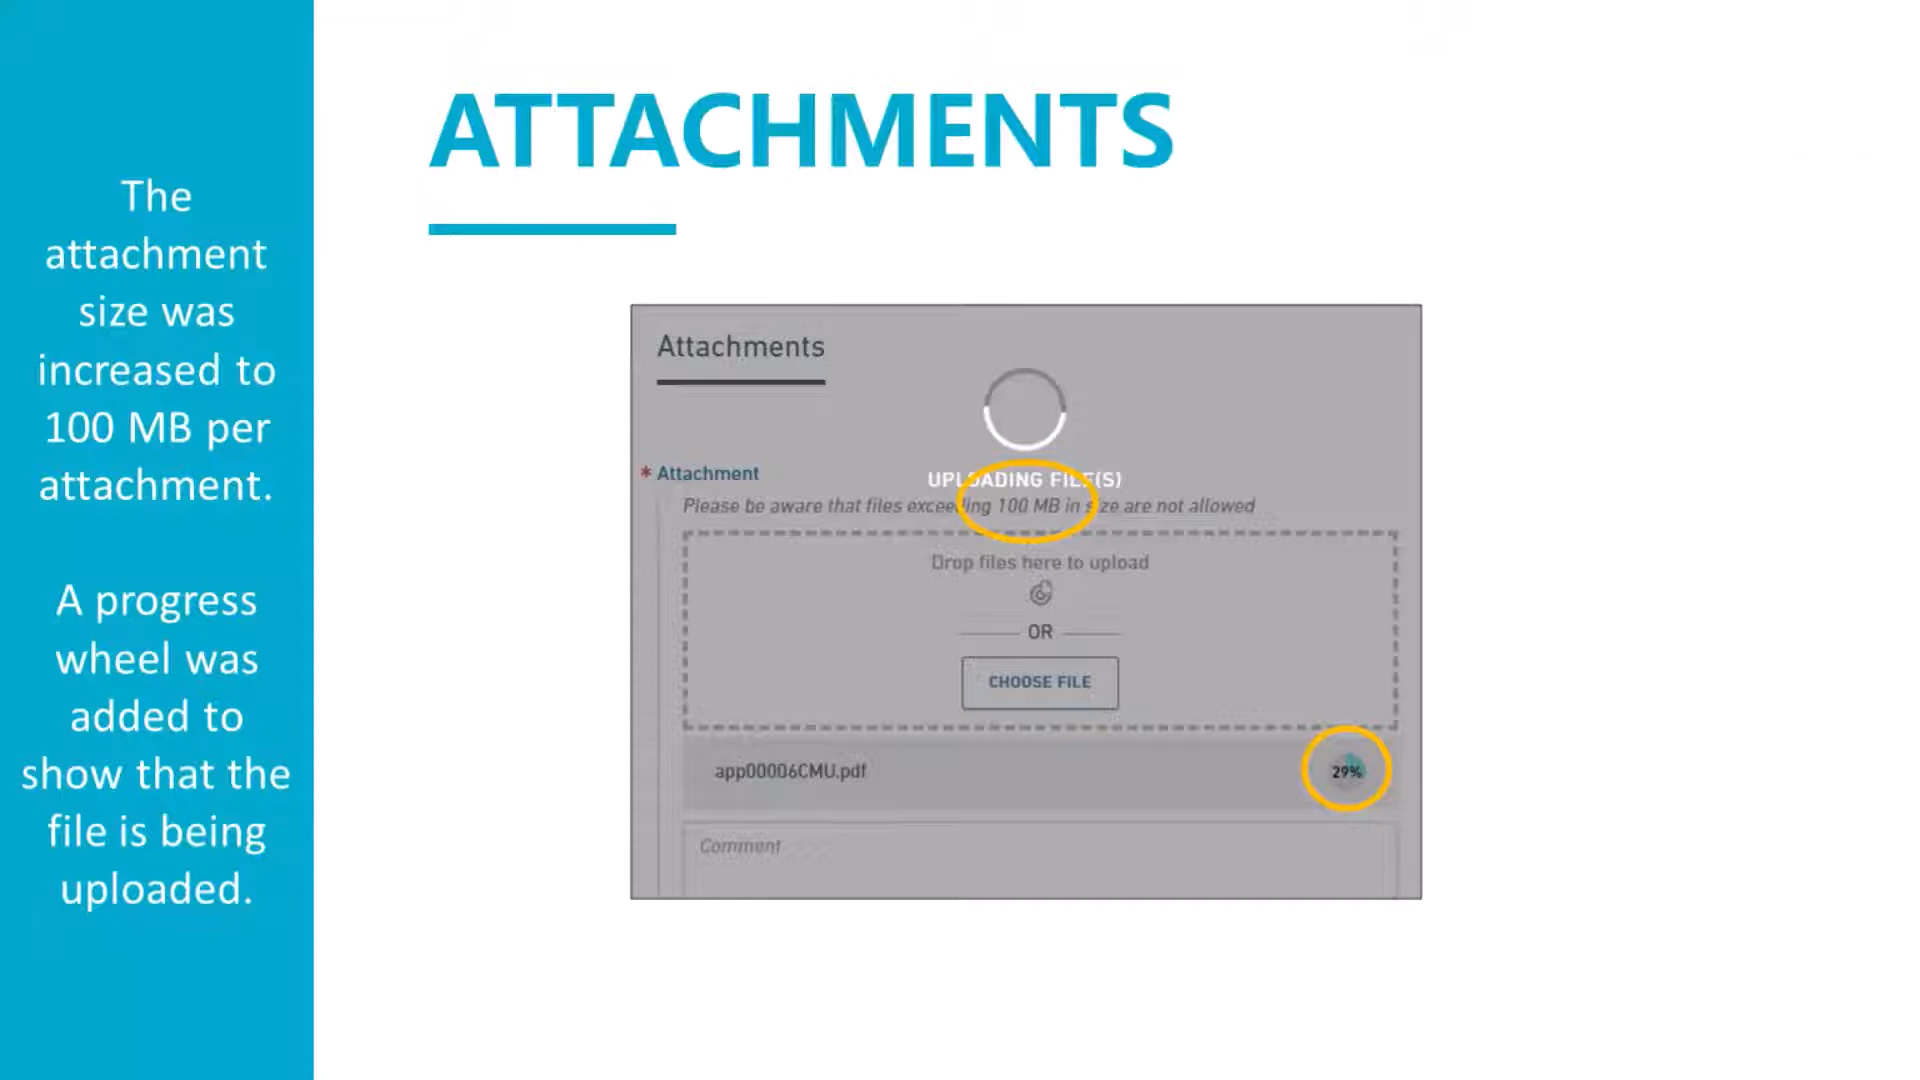 The
attachment
size was
increased to
100 MB per
attachment.
A progress
wheel was
added to
show that the
file is being
uploaded.
ATTACHMENTS
Attachments
UPLOADING FILE(S)
* Attachment
Please be aware that files exceeding 100 MB in size are not allowed
Drop files here to upload
OR
CHOOSE FILE
app00006CMU.pdf
29%
Comment